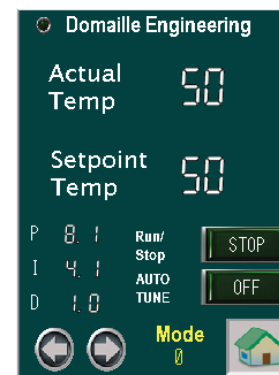 Domaille Engineering
Actual
Temp
50
Setpoint
Temp
50
P 8.1
I 4.1
D 1.0
Run/
Stop
STOP
AUTO
TUNE
OFF
Mode
0